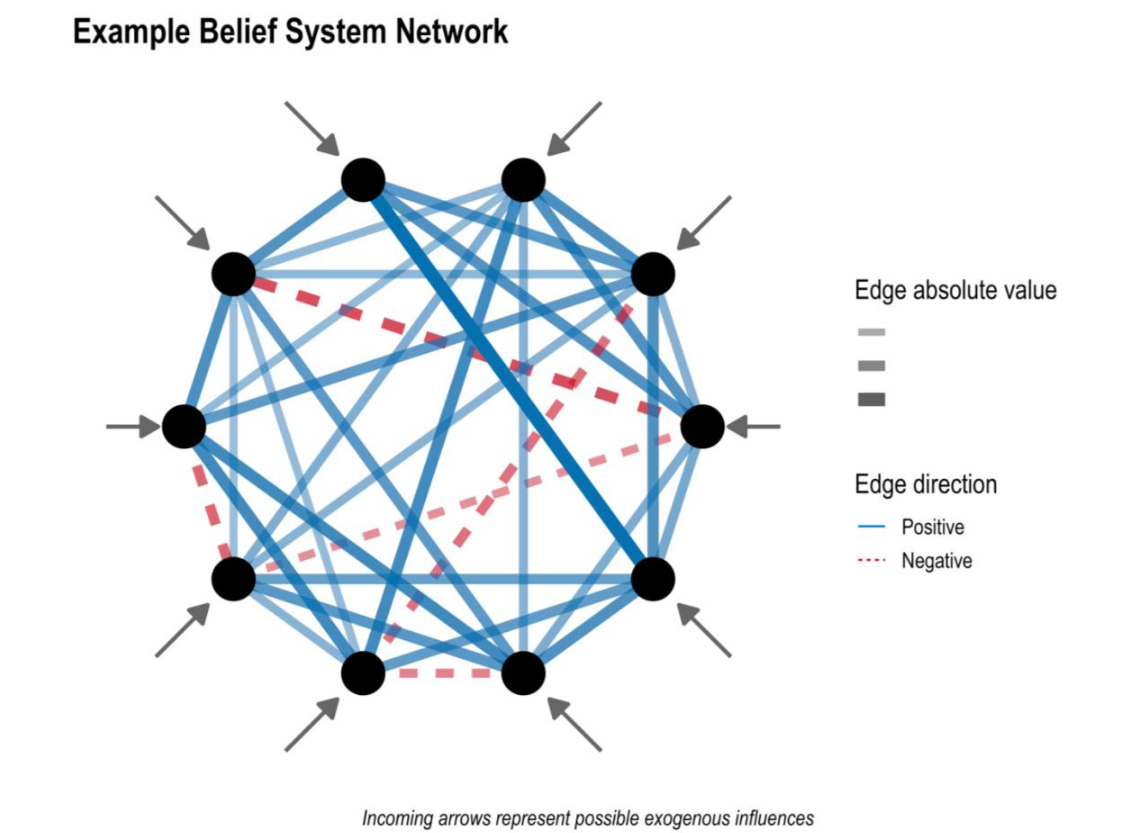 Example Belief System Network
Edge absolute value
Edge direction
Positive
Negative
Incoming arrows represent possible exogenous influences